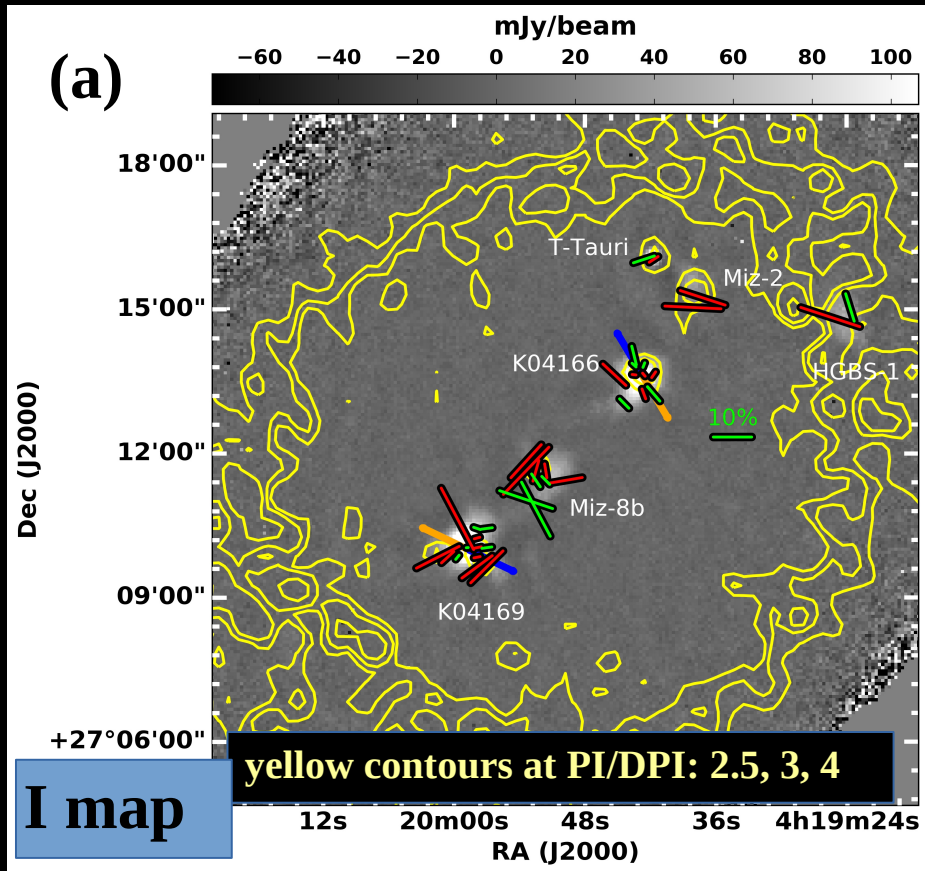 mJy/beam
−60 −40 −20 0 20 40 60 80 100
(a)
18'00"
T-Tauri
Miz-2
15'00"
K04166
HGBS-1
10%
12'00"
Dec (J2000)
Miz-8b
09'00"
K04169
+27°06'00"
yellow contours at PI/DPI: 2.5, 3, 4
I map
12s 20m00s 48s 36s 4h19m24s
RA (J2000)